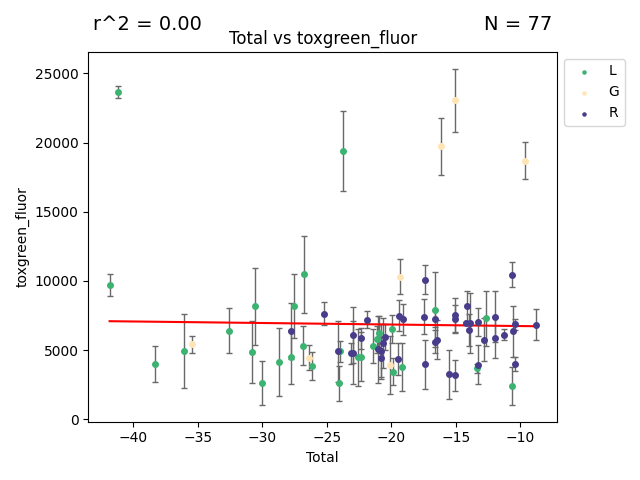 r^2 = 0.00
N = 77
Total vs toxgreen_fluor
25000
20000
15000
10000
5000
0
toxgreen_fluor
−40
−35
−30
−25
−20
−15
−10
Total
L
G
R